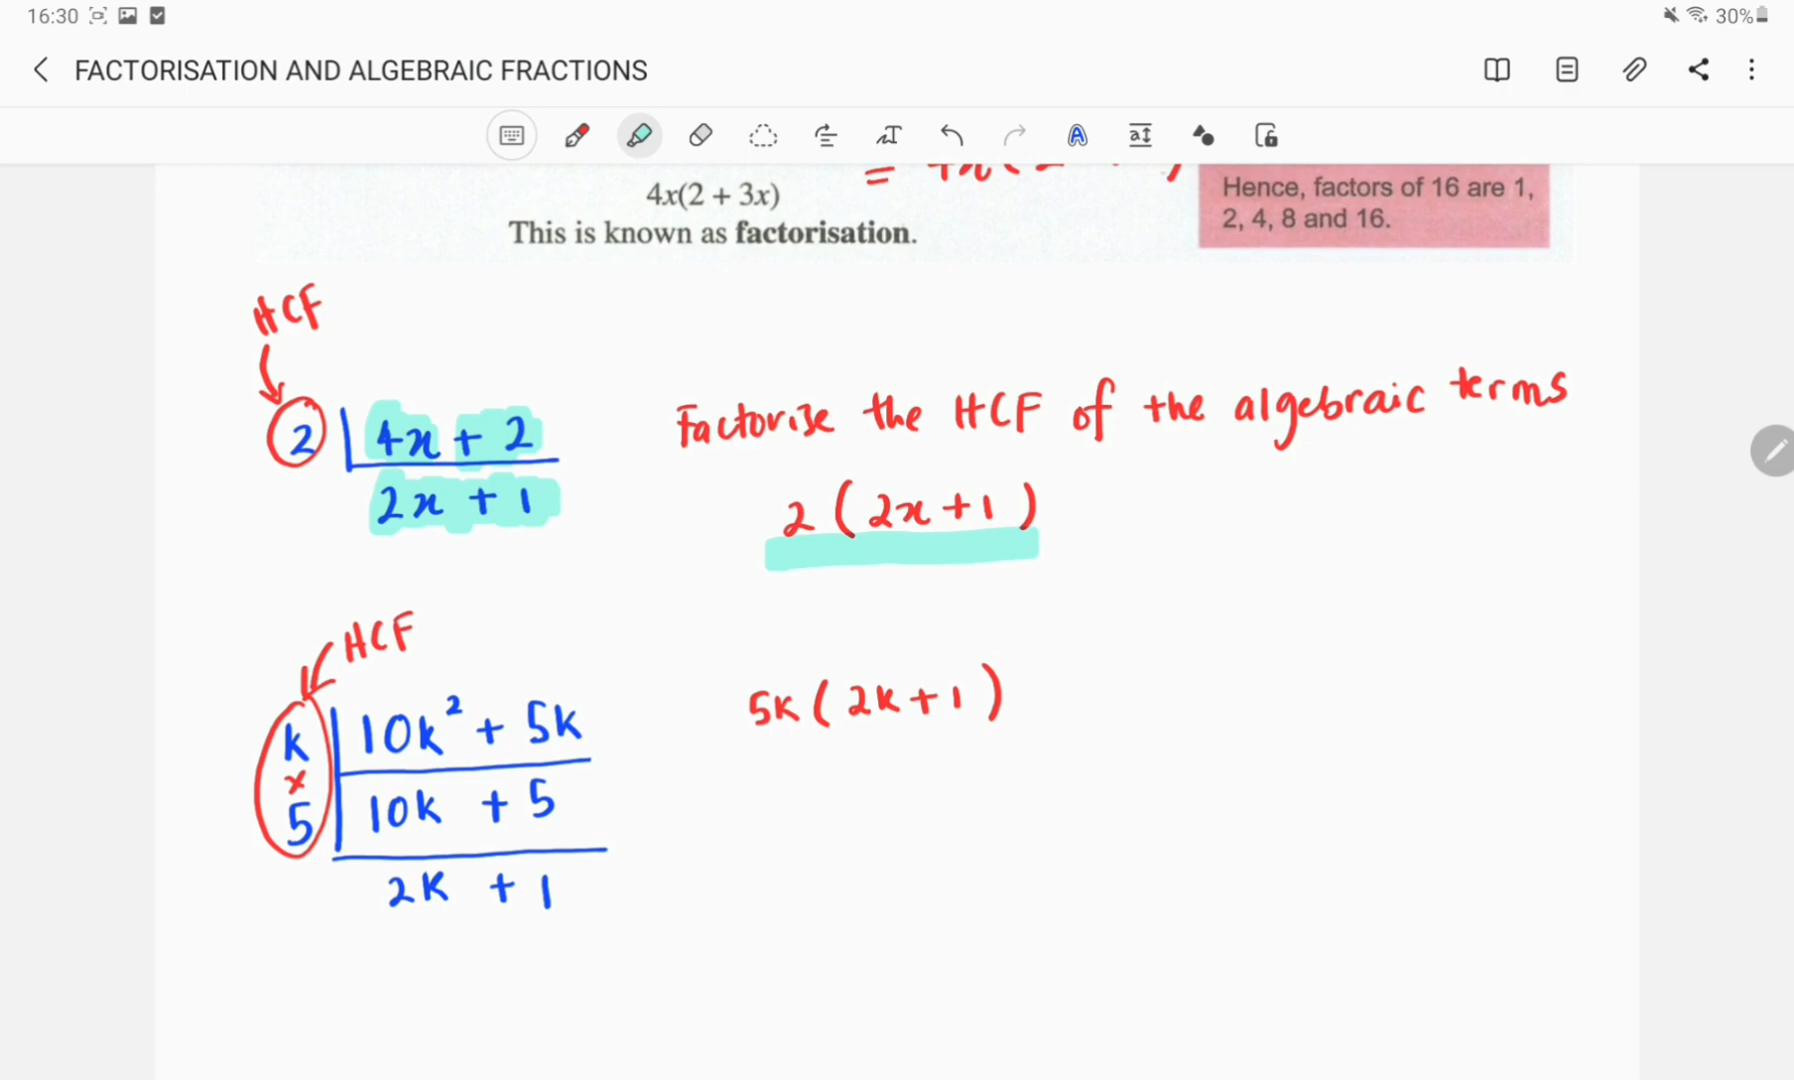 16:30
30%
FACTORISATION AND ALGEBRAIC FRACTIONS
4x(2 + 3x)
This is known as factorisation.
Hence, factors of 16 are 1,
2, 4, 8 and 16.
HCF
Factorise the HCF of the algebraic terms
2 | 4x + 2
2x + 1
2 ( 2x + 1 )
HCF
k | 10k² + 5k
×
5 | 10k + 5
2k + 1
5k ( 2k + 1 )